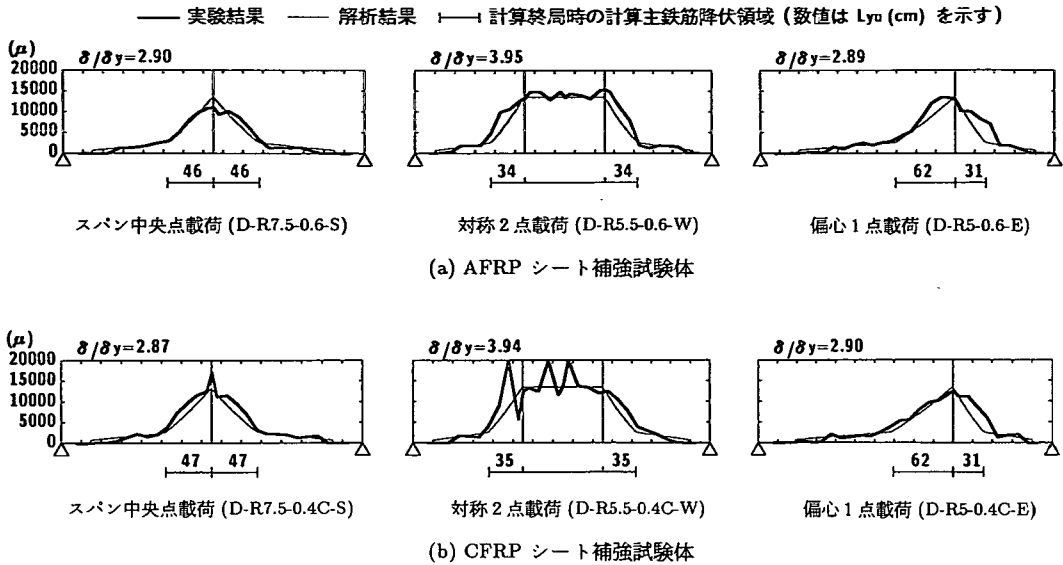 実験結果 解析結果 計算終局時の計算主鉄筋降伏領域 (数値は Lyu (cm) を示す)
(μ)
20000
15000
10000
5000
0
δ/δy=2.90
46 46
スパン中央点載荷 (D-R7.5-0.6-S)
δ/δy=3.95
34 34
対称 2 点載荷 (D-R5.5-0.6-W)
δ/δy=2.89
62 31
偏心 1 点載荷 (D-R5-0.6-E)
(a) AFRP シート補強試験体
(μ)
20000
15000
10000
5000
0
δ/δy=2.87
47 47
スパン中央点載荷 (D-R7.5-0.4C-S)
δ/δy=3.94
35 35
対称 2 点載荷 (D-R5.5-0.4C-W)
δ/δy=2.90
62 31
偏心 1 点載荷 (D-R5-0.4C-E)
(b) CFRP シート補強試験体